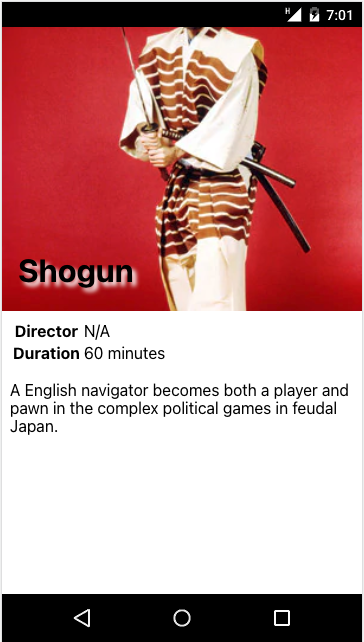 H 7:01
Shogun
Director N/A
Duration 60 minutes
A English navigator becomes both a player and
pawn in the complex political games in feudal
Japan.